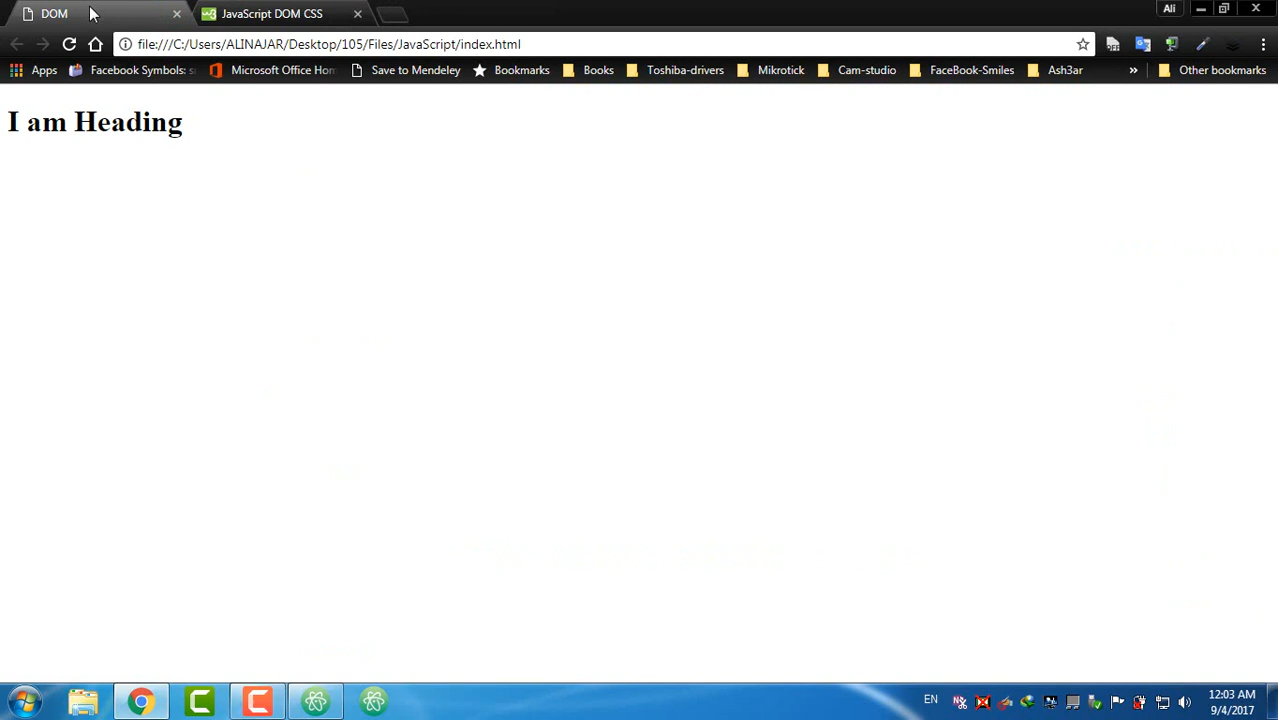 DOM
JavaScript DOM CSS
Ali
file:///C:/Users/ALINAJAR/Desktop/105/Files/JavaScript/index.html
Apps
Facebook Symbols: s
Microsoft Office Hom
Save to Mendeley
Bookmarks
Books
Toshiba-drivers
Mikrotick
Cam-studio
FaceBook-Smiles
Ash3ar
»
Other bookmarks
I am Heading
EN
12:03 AM
9/4/2017